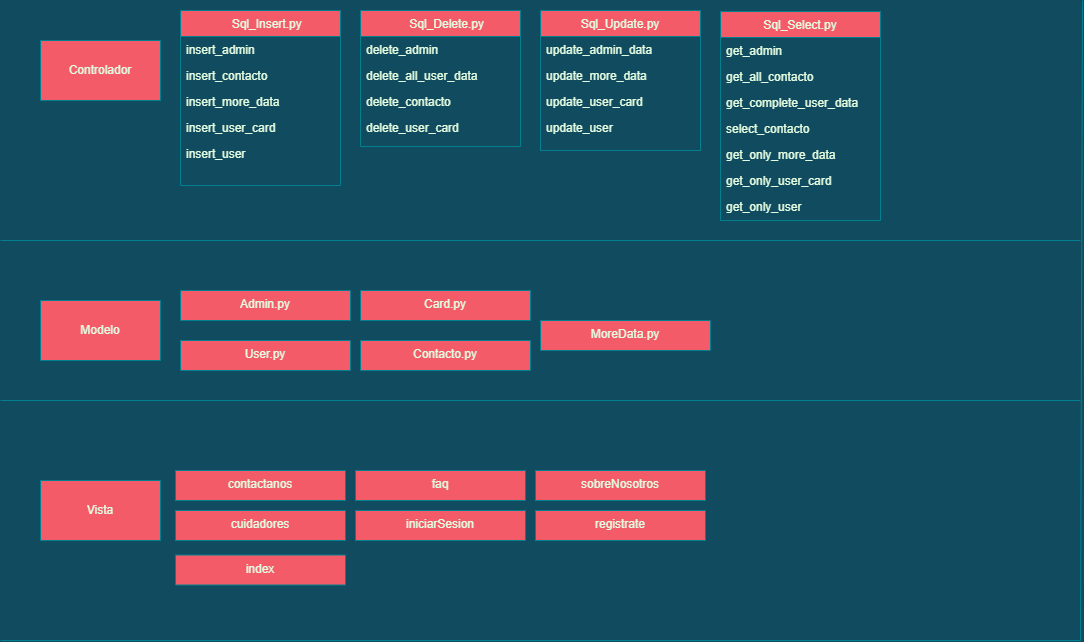 Controlador
Sql_Insert.py
insert_admin
insert_contacto
insert_more_data
insert_user_card
insert_user
Sql_Delete.py
delete_admin
delete_all_user_data
delete_contacto
delete_user_card
Sql_Update.py
update_admin_data
update_more_data
update_user_card
update_user
Sql_Select.py
get_admin
get_all_contacto
get_complete_user_data
select_contacto
get_only_more_data
get_only_user_card
get_only_user
Modelo
Admin.py
Card.py
MoreData.py
User.py
Contacto.py
Vista
contactanos
faq
sobreNosotros
cuidadores
iniciarSesion
registrate
index